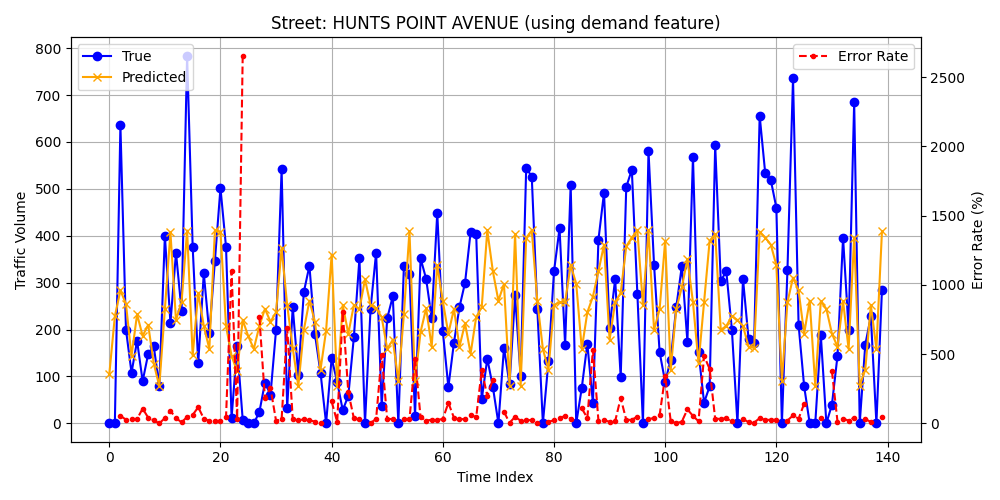 Street: HUNTS POINT AVENUE (using demand feature)
True
Predicted
Error Rate
Traffic Volume
800
700
600
500
400
300
200
100
0
2500
2000
1500
1000
500
0
Error Rate (%)
0 20 40 60 80 100 120 140
Time Index